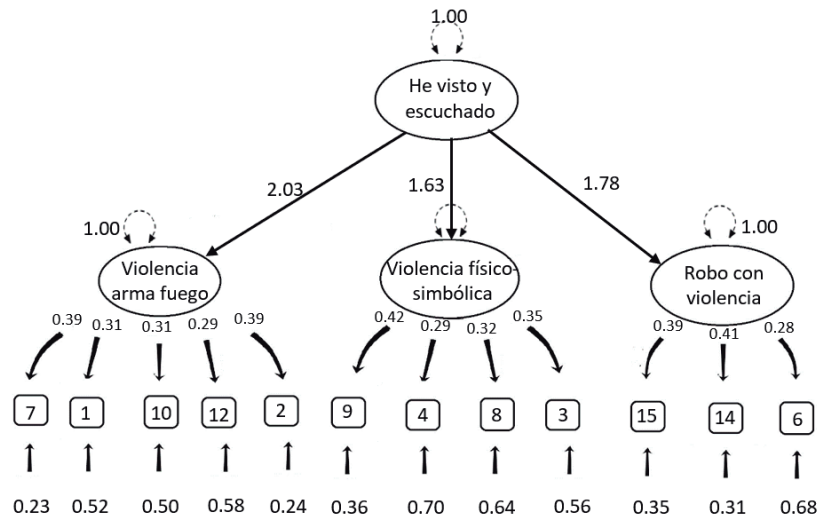 1.00
He visto y
escuchado
2.03
1.63
1.78
1.00
1.00
Violencia
arma fuego
Violencia físico-
simbólica
Robo con
violencia
0.39 0.31 0.31 0.29 0.39
0.42 0.29 0.32 0.35
0.39 0.41 0.28
7 1 10 12 2 9 4 8 3 15 14 6
0.23 0.52 0.50 0.58 0.24 0.36 0.70 0.64 0.56 0.35 0.31 0.68